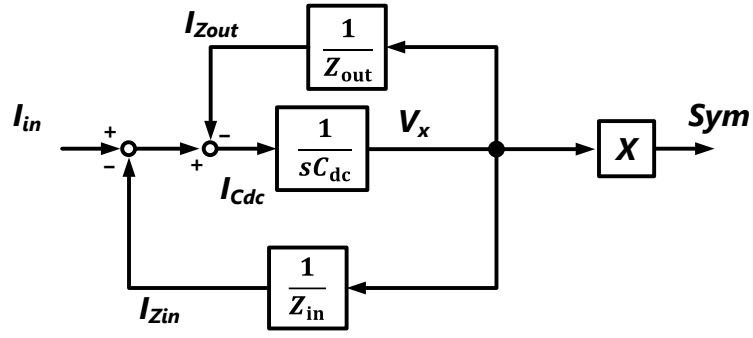 I_Zout
1
Z_out
I_in
+
−
−
+
1
sC_dc
V_x
X
Sym
I_Cdc
1
Z_in
I_Zin